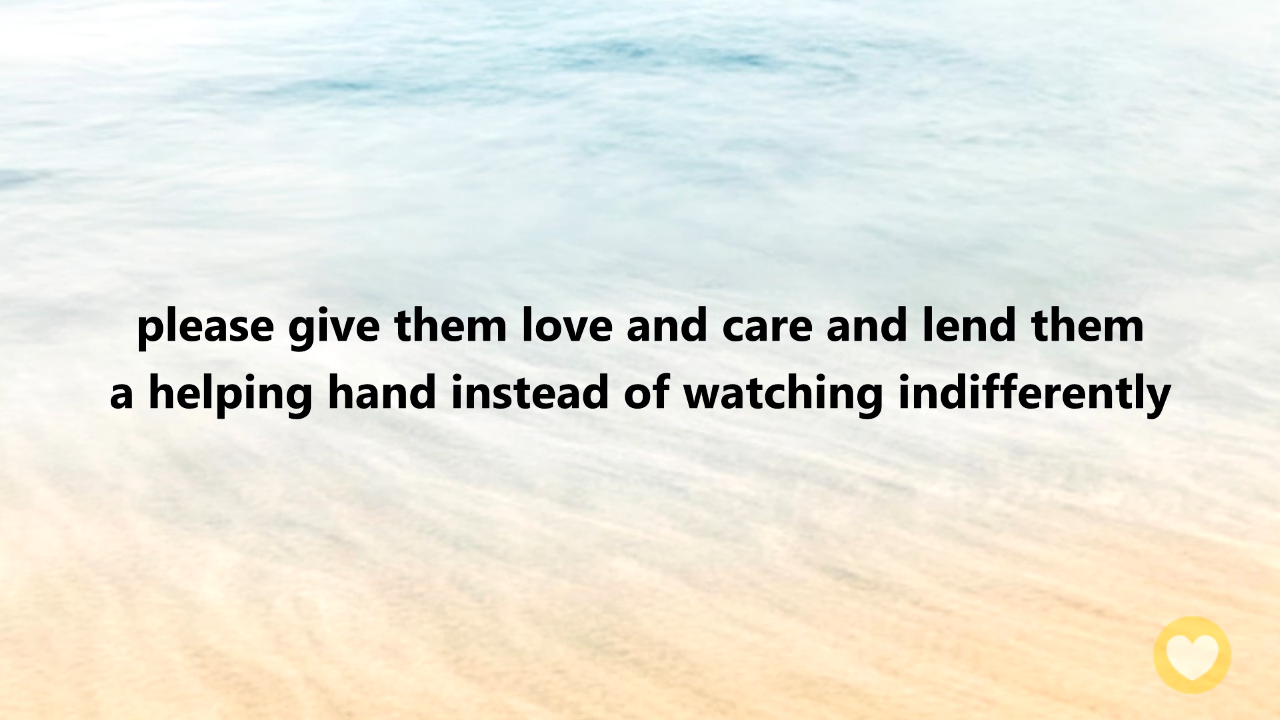 please give them love and care and lend them
a helping hand instead of watching indifferently